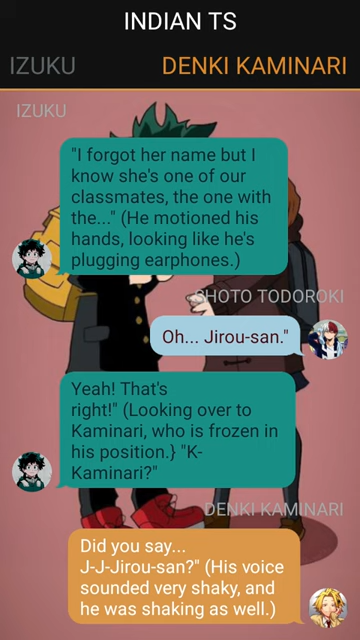 INDIAN TS
IZUKU
DENKI KAMINARI
IZUKU
"I forgot her name but I
know she's one of our
classmates, the one with
the..." (He motioned his
hands, looking like he's
plugging earphones.)
SHOTO TODOROKI
Oh... Jirou-san."
Yeah! That's
right!" (Looking over to
Kaminari, who is frozen in
his position.} "K-
Kaminari?"
DENKI KAMINARI
Did you say...
J-J-Jirou-san?" (His voice
sounded very shaky, and
he was shaking as well.)